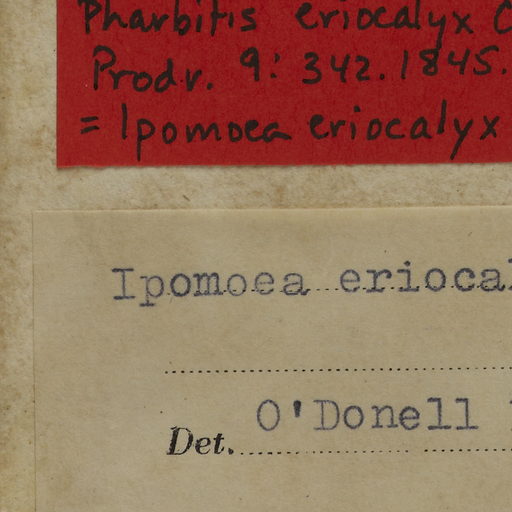 Pharbitis eriocalyx
Prodr. 9: 342. 1845.
= Ipomoea eriocalyx
Ipomoea eriocal
Det. O'Donell